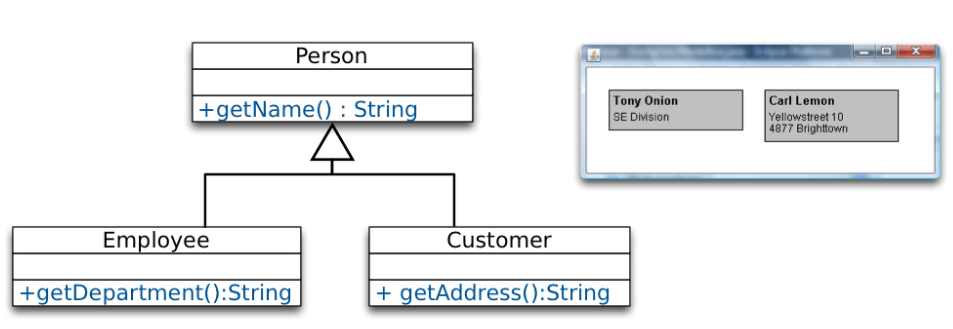 Person
+getName() : String
Employee
+getDepartment():String
Customer
+ getAddress():String
Tony Onion
SE Division
Carl Lemon
Yellowstreet 10
4877 Brighttown